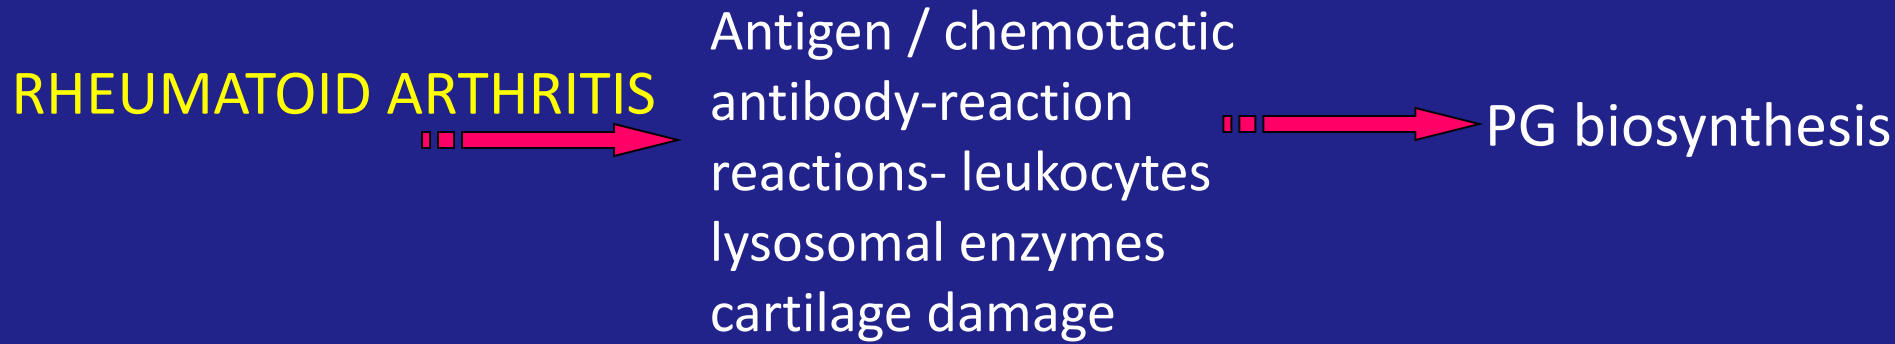 RHEUMATOID ARTHRITIS
Antigen / chemotactic
antibody-reaction
reactions- leukocytes
lysosomal enzymes
cartilage damage
PG biosynthesis